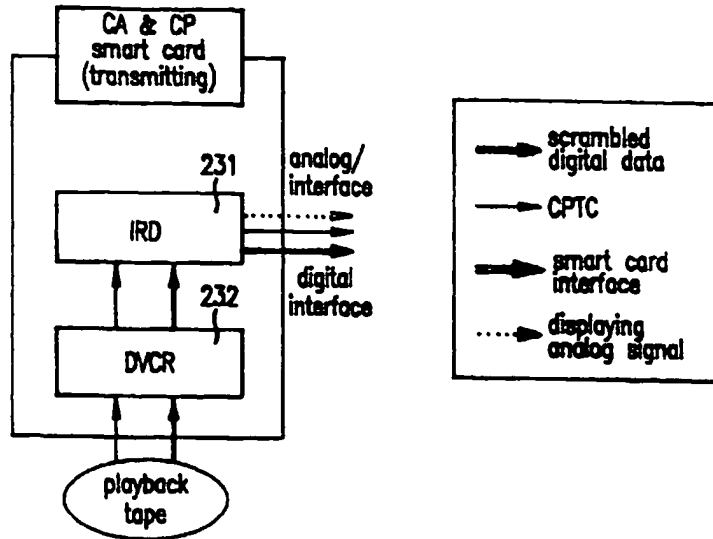 CA & CP
smart card
(transmitting)
231
analog/
interface
IRD
digital
interface
232
DVCR
playback
tape
scrambled
digital data
CPTC
smart card
interface
displaying
analog signal